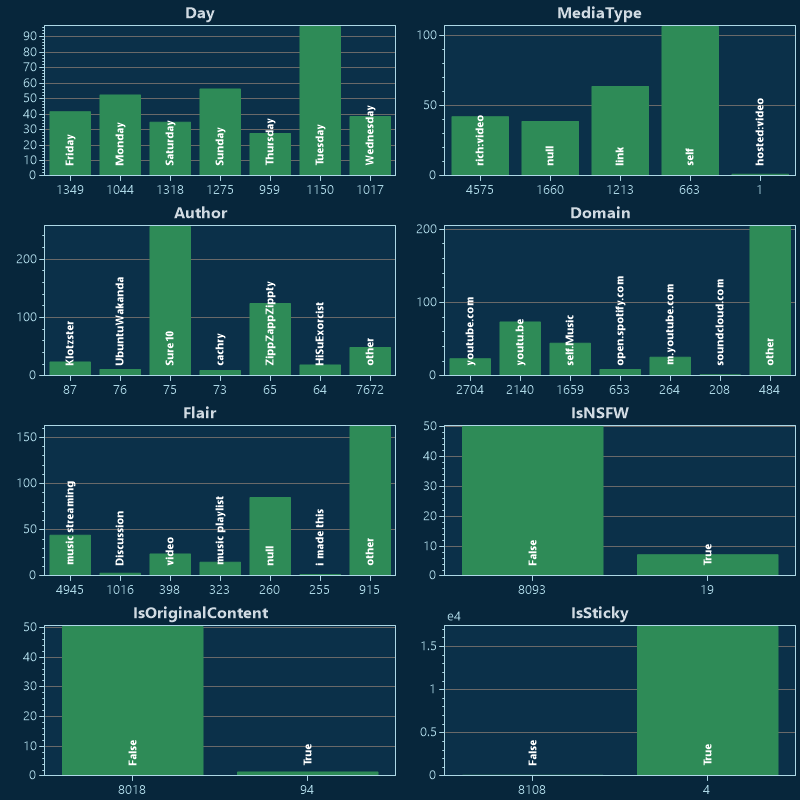 Day
90
80
70
60
50
40
30
20
10
0
Friday
Monday
Saturday
Sunday
Thursday
Tuesday
Wednesday
1349 1044 1318 1275 959 1150 1017
MediaType
100
50
0
rich:video
null
link
self
hosted:video
4575 1660 1213 663 1
Author
200
100
0
Klotzster
UbuntuWakanda
Sure10
cachry
ZippZappZippty
HiSuExorcist
other
87 76 75 73 65 64 7672
Domain
200
100
0
youtube.com
youtu.be
self.Music
open.spotify.com
m.youtube.com
soundcloud.com
other
2704 2140 1659 653 264 208 484
Flair
150
100
50
0
music streaming
Discussion
video
music playlist
null
i made this
other
4945 1016 398 323 260 255 915
IsNSFW
50
40
30
20
10
0
False
True
8093 19
IsOriginalContent
50
40
30
20
10
0
False
True
8018 94
IsSticky
1e4
1.5
1
0.5
0
False
True
8108 4